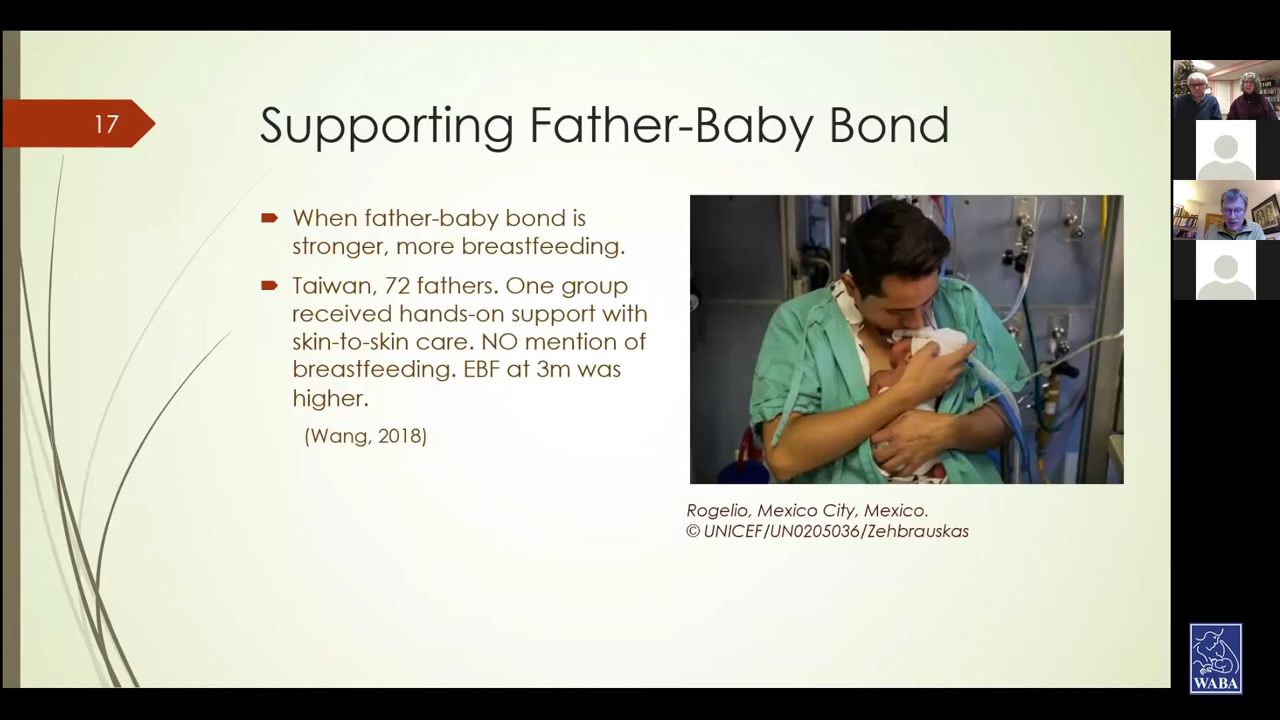 17
Supporting Father-Baby Bond
When father-baby bond is
stronger, more breastfeeding.
Taiwan, 72 fathers. One group
received hands-on support with
skin-to-skin care. NO mention of
breastfeeding. EBF at 3m was
higher.
(Wang, 2018)
Rogelio, Mexico City, Mexico.
© UNICEF/UN0205036/Zehbrauskas
WABA